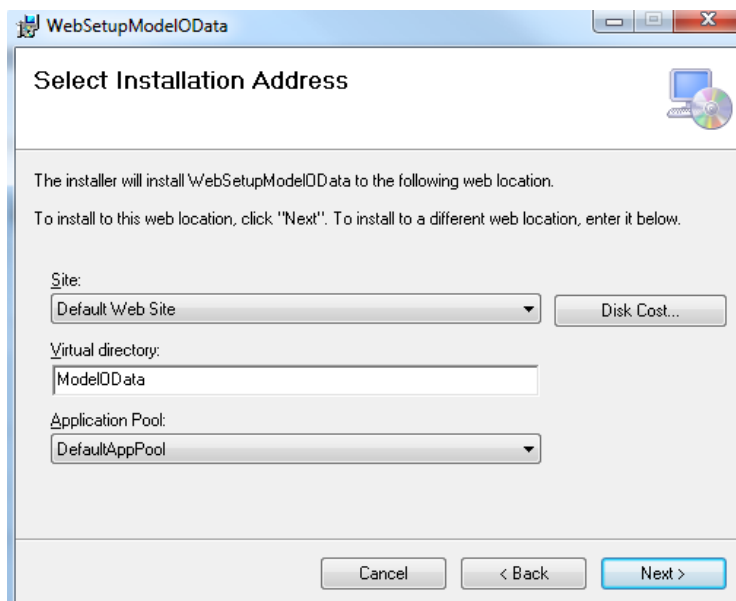 WebSetupModelOData
Select Installation Address
The installer will install WebSetupModelOData to the following web location.
To install to this web location, click "Next". To install to a different web location, enter it below.
Site:
Default Web Site
Disk Cost...
Virtual directory:
ModelOData
Application Pool:
DefaultAppPool
Cancel
< Back
Next >